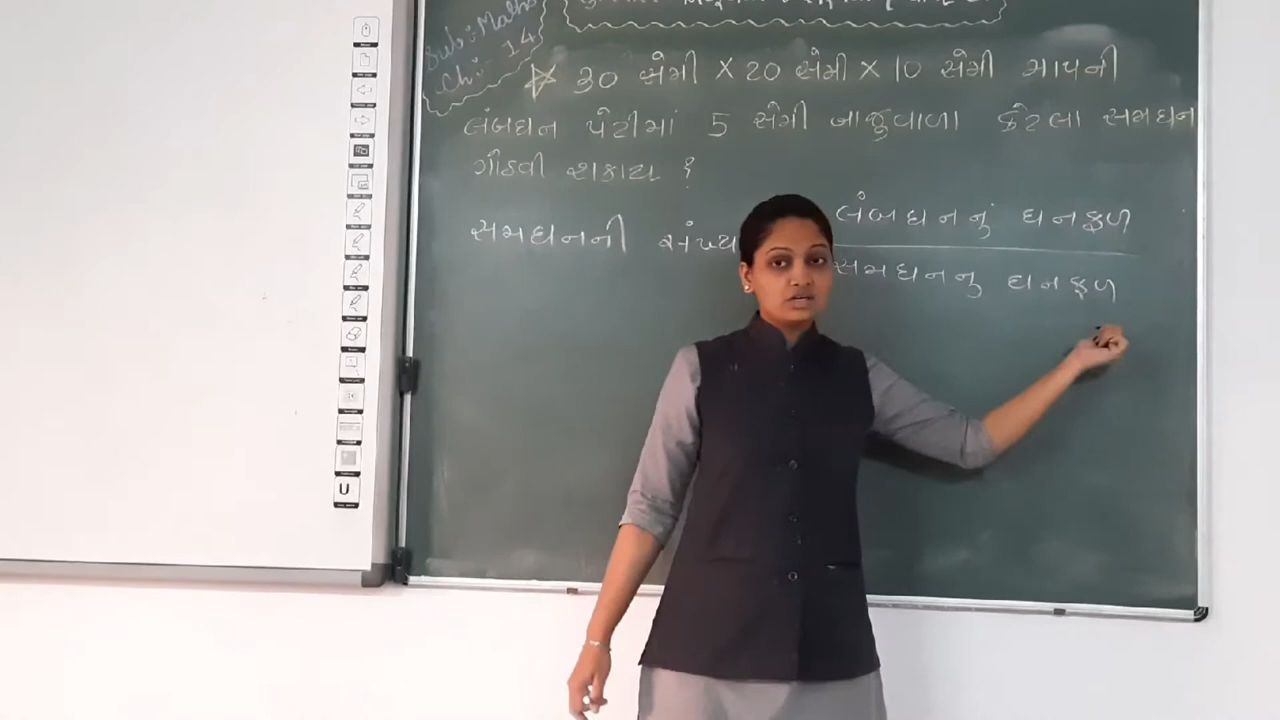 Sub: Maths
Ch:- 14
30 સેમી × 20 સેમી × 10 સેમી માપની
લંબઘન પેટીમાં 5 સેમી બાજુવાળા કેટલા સમઘન
ગોઠવી શકાય ?
સમઘનની સંખ્યા
લંબઘનનું ઘનફળ
સમઘનનુ ઘનફળ
U